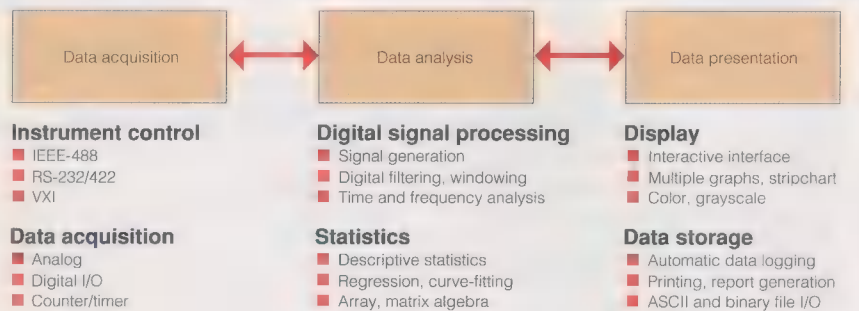 Data acquisition
Data analysis
Data presentation
Instrument control
IEEE-488
RS-232/422
VXI
Data acquisition
Analog
Digital I/O
Counter/timer
Digital signal processing
Signal generation
Digital filtering, windowing
Time and frequency analysis
Statistics
Descriptive statistics
Regression, curve-fitting
Array, matrix algebra
Display
Interactive interface
Multiple graphs, stripchart
Color, grayscale
Data storage
Automatic data logging
Printing, report generation
ASCII and binary file I/O